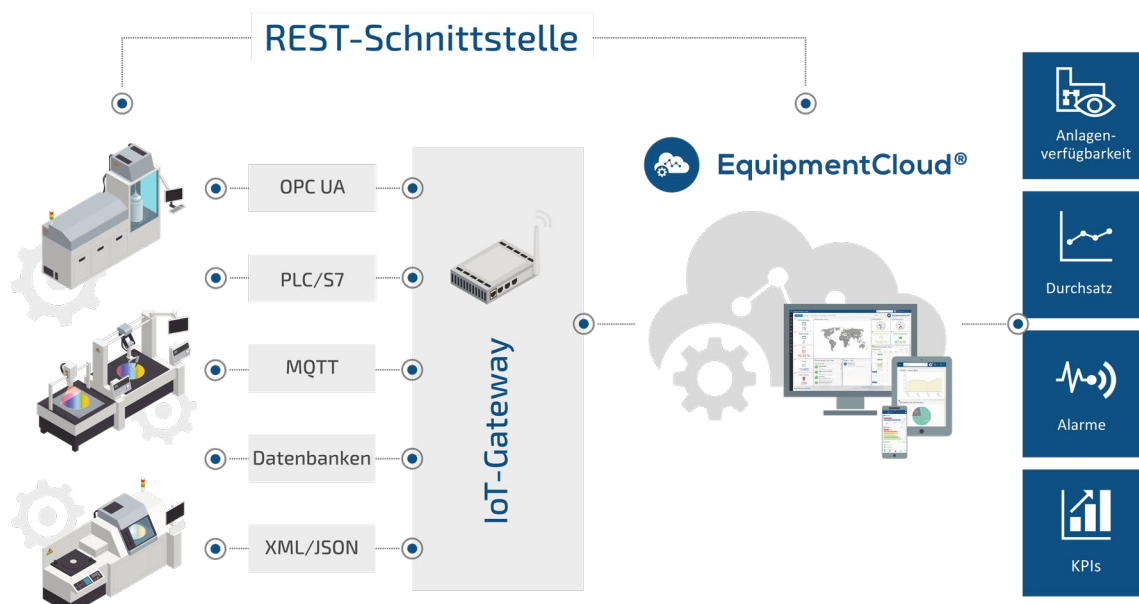 REST-Schnittstelle
EquipmentCloud®
OPC UA
PLC/S7
MQTT
Datenbanken
XML/JSON
IoT-Gateway
Anlagen-
verfügbarkeit
Durchsatz
Alarme
KPIs